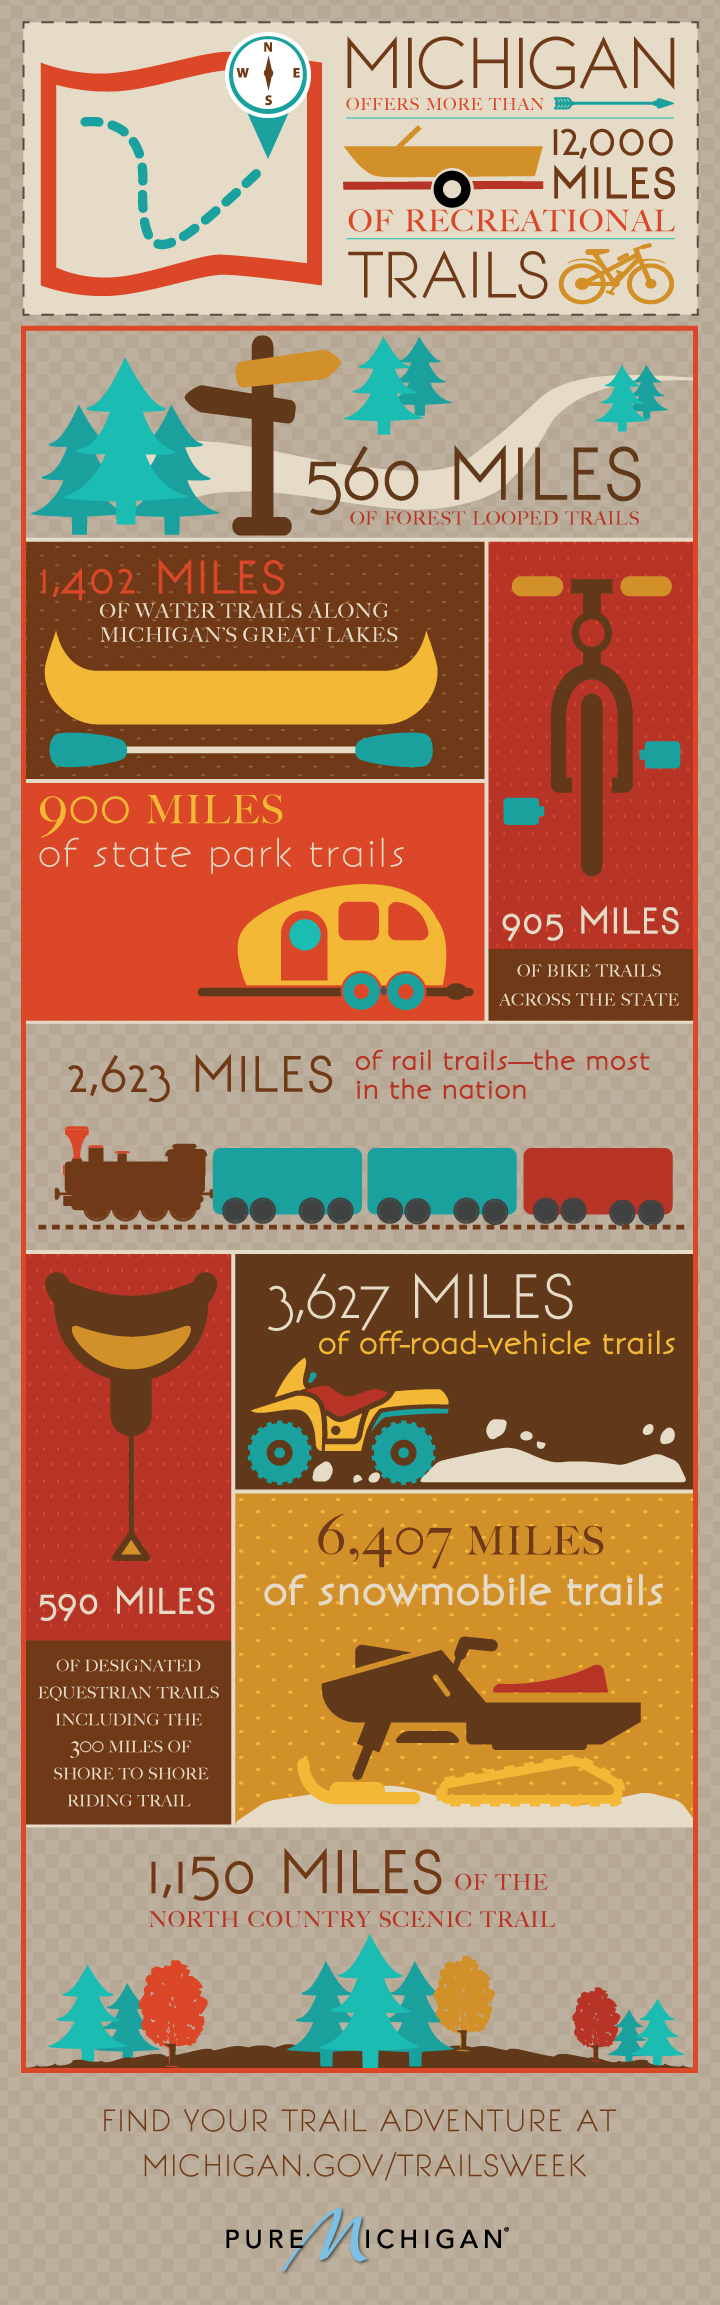 N
W E
S
MICHIGAN
OFFERS MORE THAN
12,000
MILES
OF RECREATIONAL
TRAILS
560 MILES
OF FOREST LOOPED TRAILS
1,402 MILES
OF WATER TRAILS ALONG
MICHIGAN'S GREAT LAKES
900 MILES
of state park trails
905 MILES
OF BIKE TRAILS
ACROSS THE STATE
2,623 MILES
of rail trails—the most
in the nation
3,627 MILES
of off-road-vehicle trails
590 MILES
OF DESIGNATED
EQUESTRIAN TRAILS
INCLUDING THE
300 MILES OF
SHORE TO SHORE
RIDING TRAIL
6,407 MILES
of snowmobile trails
1,150 MILES OF THE
NORTH COUNTRY SCENIC TRAIL
FIND YOUR TRAIL ADVENTURE AT
MICHIGAN.GOV/TRAILSWEEK
PURE MICHIGAN®